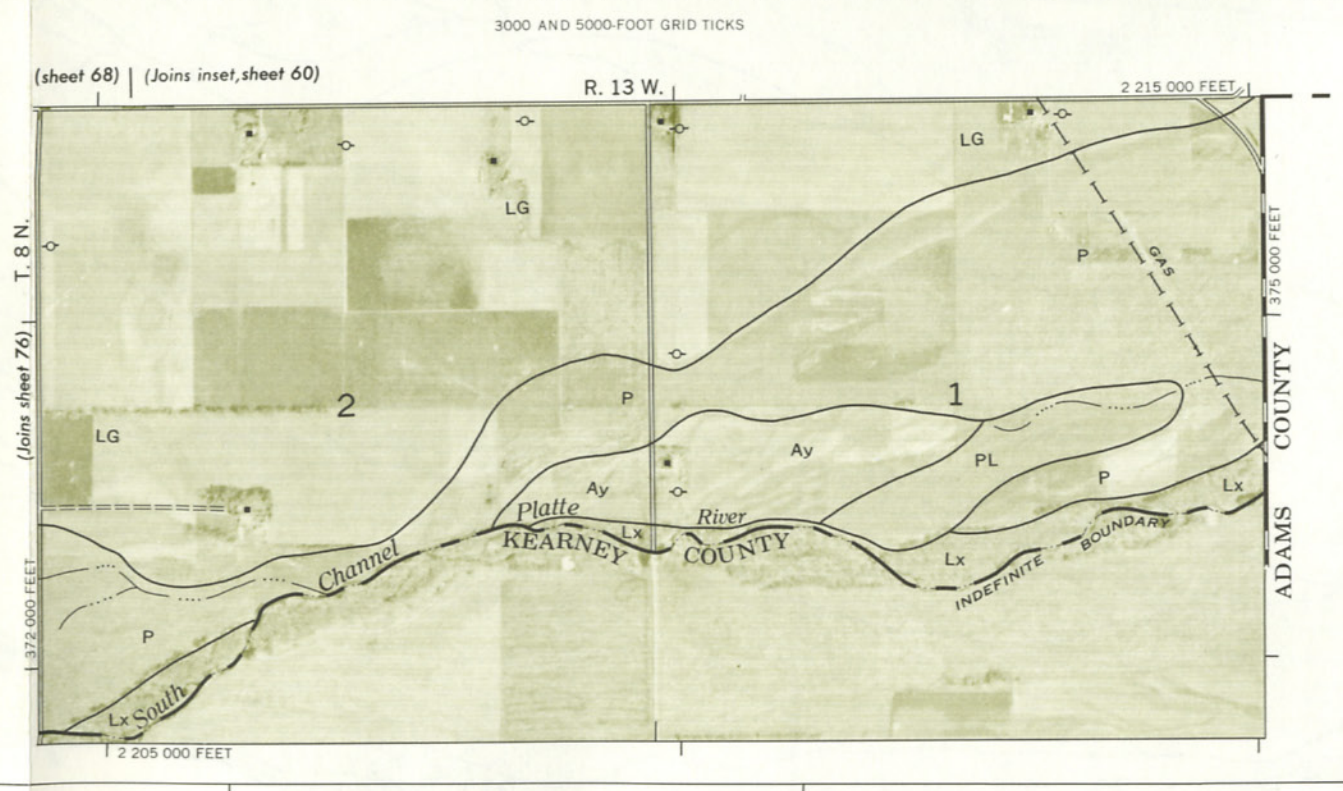 3000 AND 5000-FOOT GRID TICKS
(sheet 68) | (Joins inset, sheet 60)
R. 13 W.
2 215 000 FEET
LG
LG
T. 8 N.
P
GAS
375 000 FEET
(Joins sheet 76)
2
P
1
LG
Ay
PL
COUNTY
Ay
P
Lx
Platte
River
Lx
KEARNEY COUNTY
BOUNDARY
Channel
Lx
INDEFINITE
ADAMS
372 000 FEET
P
Lx
South
2 205 000 FEET